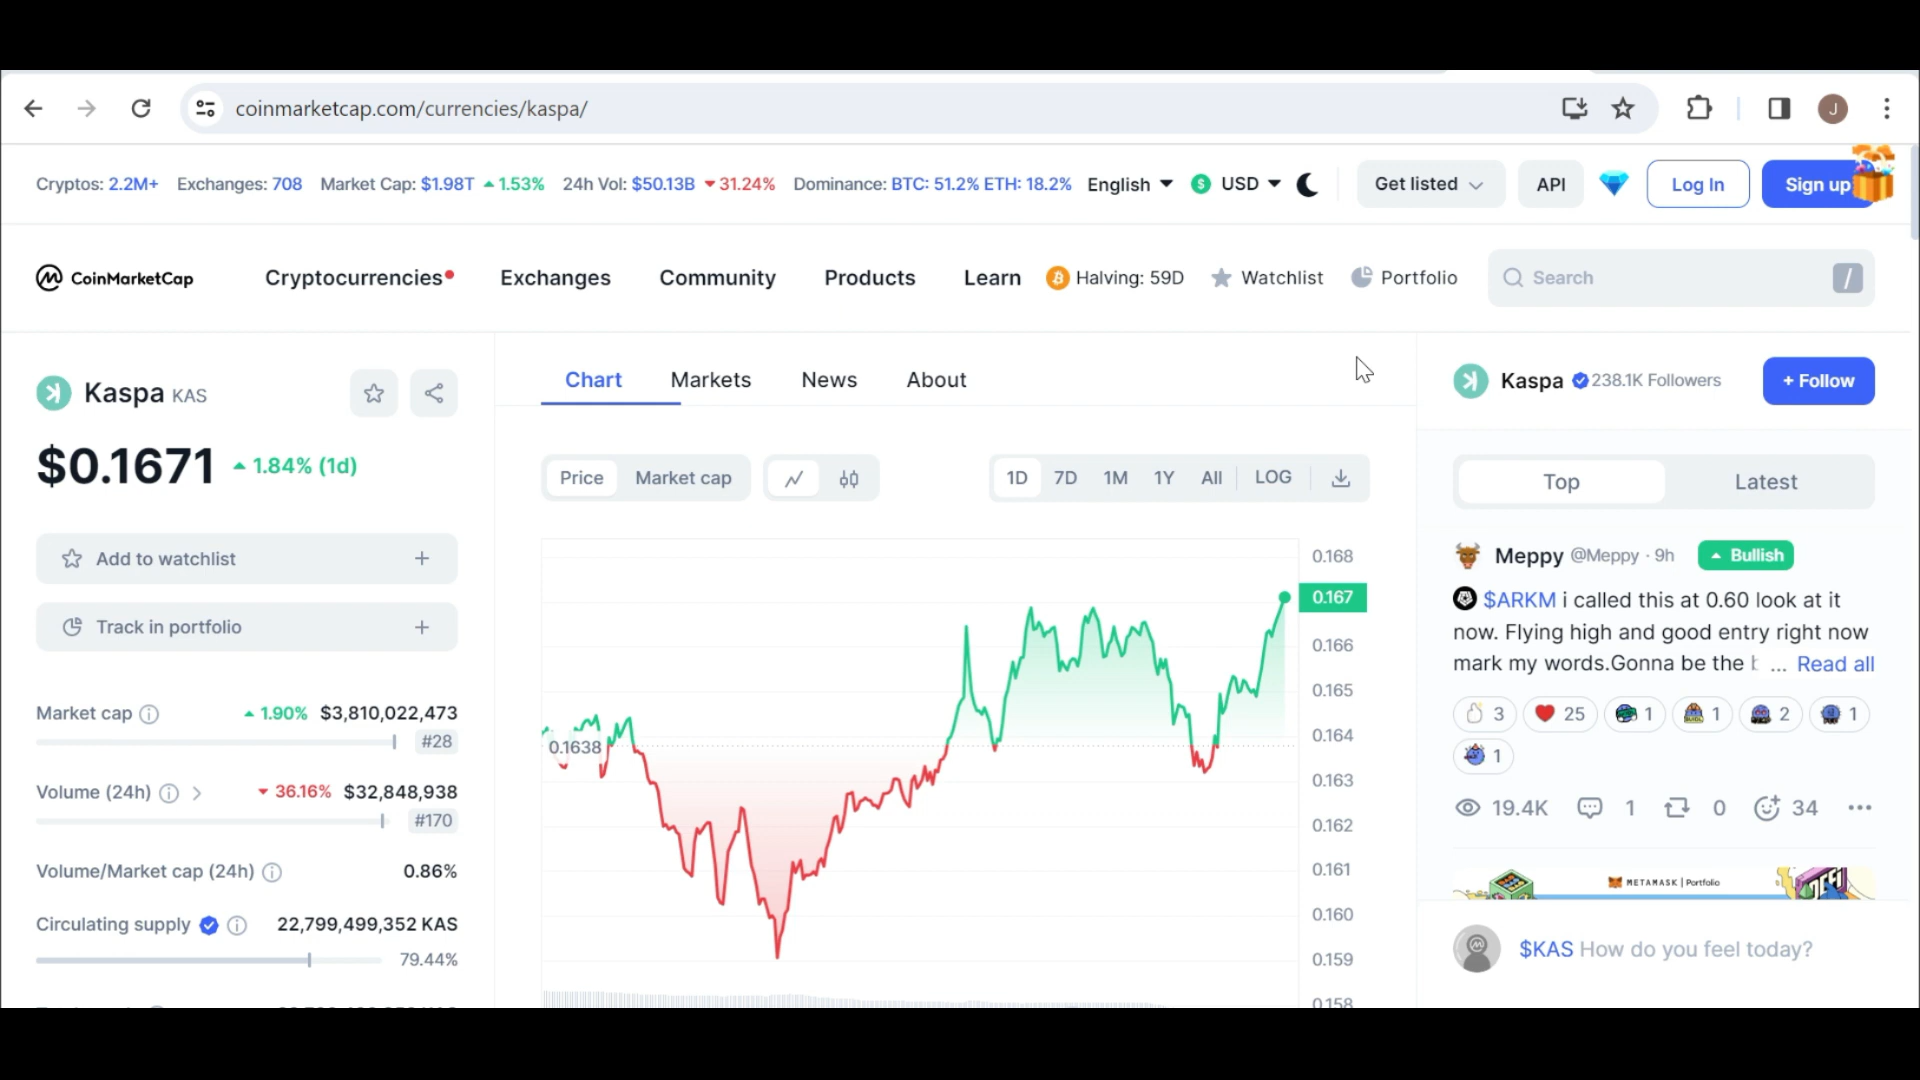 coinmarketcap.com/currencies/kaspa/
J
Cryptos: 2.2M+ Exchanges: 708 Market Cap: $1.98T 1.53% 24h Vol: $50.13B 31.24% Dominance: BTC: 51.2% ETH: 18.2% English USD Get listed API Log In Sign up
CoinMarketCap Cryptocurrencies Exchanges Community Products Learn Halving: 59D Watchlist Portfolio Search /
Kaspa KAS
$0.1671 1.84% (1d)
Add to watchlist +
Track in portfolio +
Market cap 1.90% $3,810,022,473
#28
Volume (24h) 36.16% $32,848,938
#170
Volume/Market cap (24h) 0.86%
Circulating supply 22,799,499,352 KAS
79.44%
Chart Markets News About
Price Market cap 1D 7D 1M 1Y All LOG
0.168
0.167
0.166
0.165
0.164
0.1638
0.163
0.162
0.161
0.160
0.159
0.158
Kaspa 238.1K Followers + Follow
Top Latest
Meppy @Meppy · 9h Bullish
$ARKM i called this at 0.60 look at it
now. Flying high and good entry right now
mark my words.Gonna be the ... Read all
3 25 1 1 2 1
1
19.4K 1 0 34
METAMASK | Portfolio
$KAS How do you feel today?